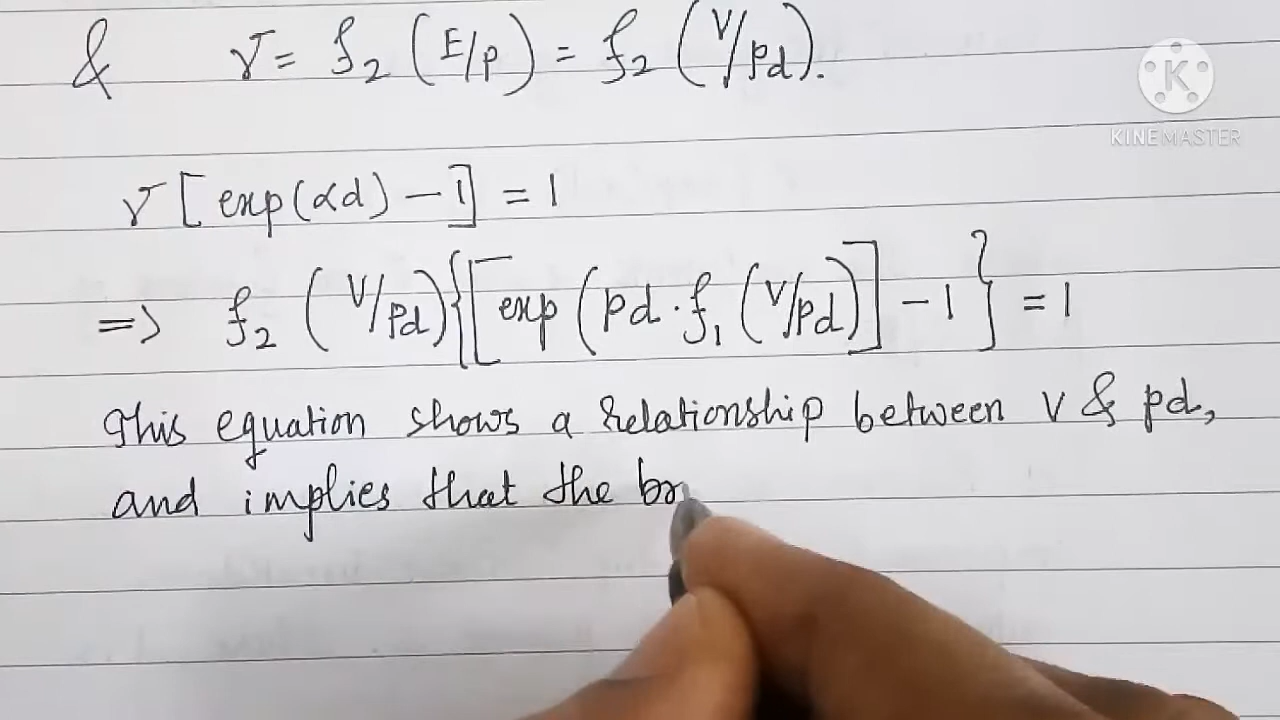 & γ = f₂ (E/p) = f₂ (V/pd).
K
KINEMASTER
γ [exp(αd) – 1] = 1
=> f₂ (V/pd) {[exp (pd · f₁ (V/pd)] – 1} = 1
This equation shows a relationship between V & pd,
and implies that the br